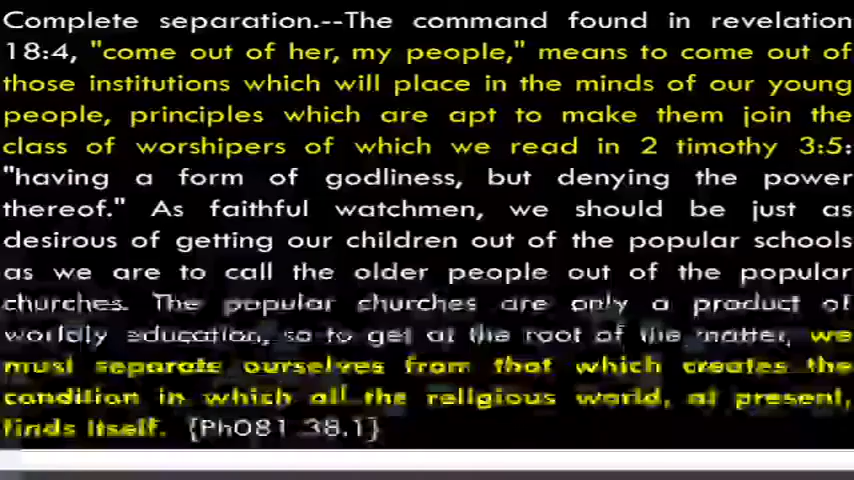 Complete separation.--The command found in revelation
18:4, "come out of her, my people," means to come out of
those institutions which will place in the minds of our young
people, principles which are apt to make them join the
class of worshipers of which we read in 2 timothy 3:5:
"having a form of godliness, but denying the power
thereof." As faithful watchmen, we should be just as
desirous of getting our children out of the popular schools
as we are to call the older people out of the popular
churches. The popular churches are only a product of
worldly education, so to get at the root of the matter, we
must separate ourselves from that which creates the
condition in which all the religious world, at present,
finds itself. {Ph081 38.1}